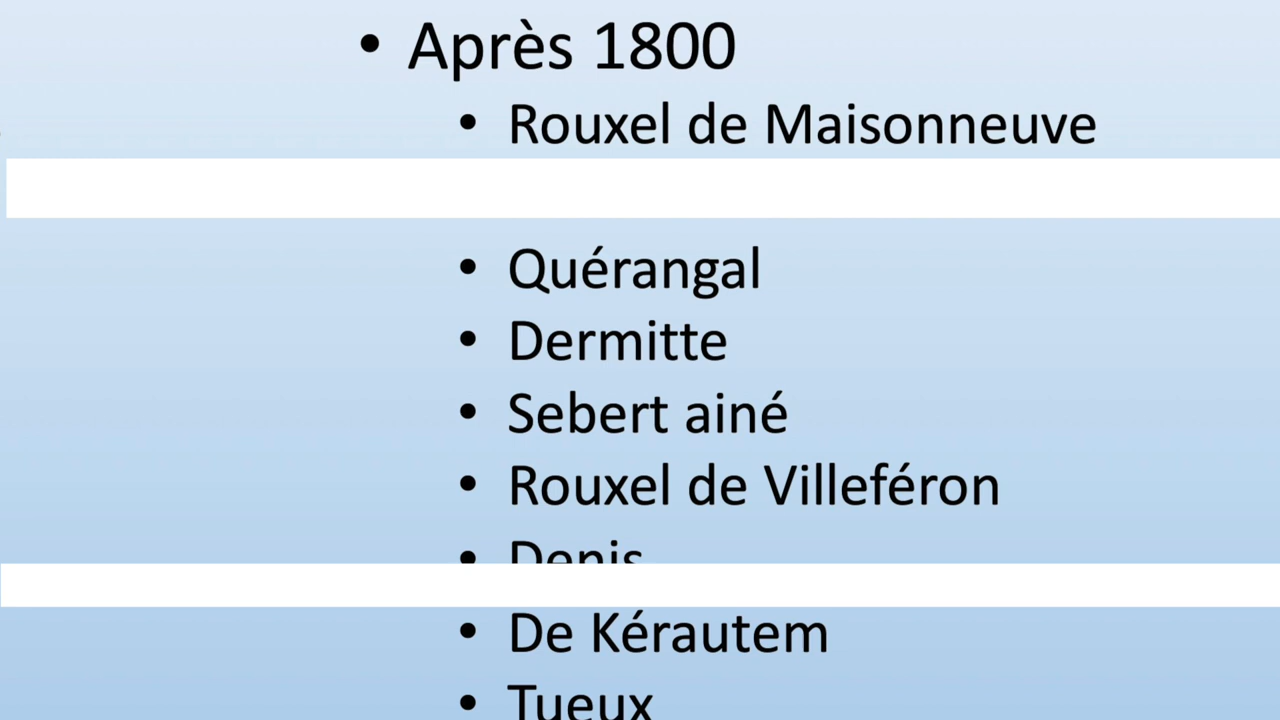 • Après 1800
• Rouxel de Maisonneuve
• Quérangal
• Dermitte
• Sebert ainé
• Rouxel de Villeféron
• Denis
• De Kérautem
• Tueux